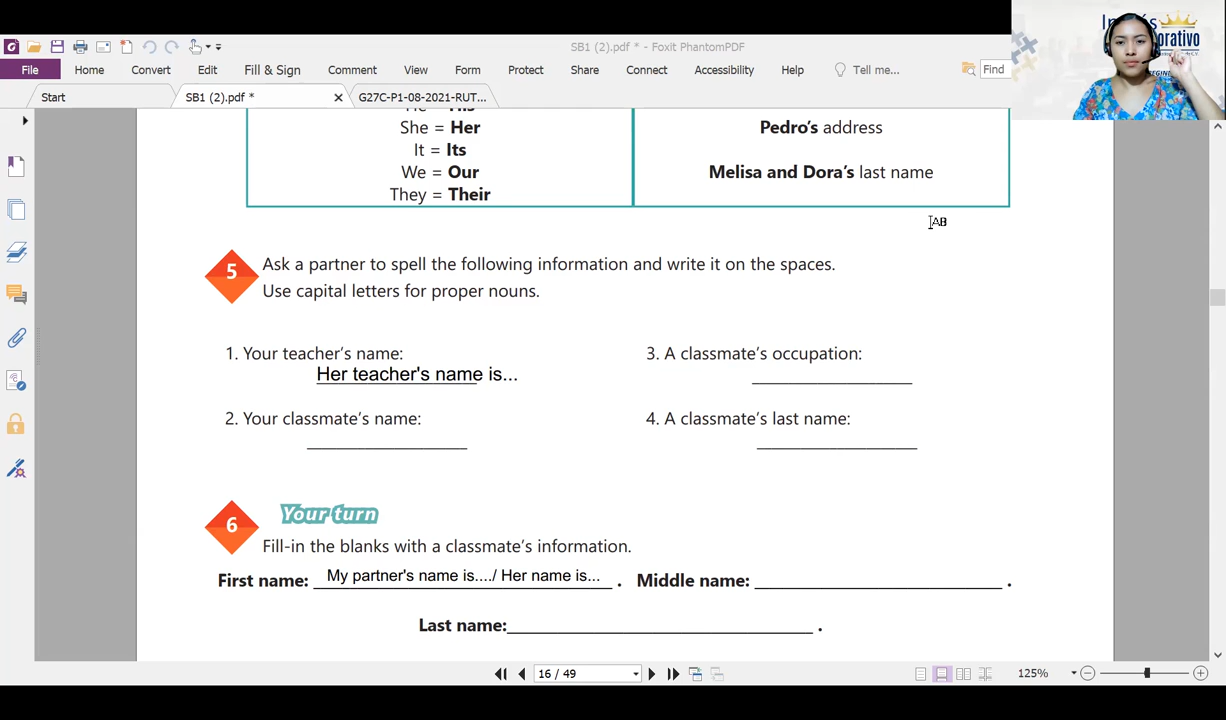 SB1 (2).pdf * - Foxit PhantomPDF
File Home Convert Edit Fill & Sign Comment View Form Protect Share Connect Accessibility Help Tell me... Find
Start SB1 (2).pdf * G27C-P1-08-2021-RUT...
She = Her
It = Its
We = Our
They = Their
Pedro's address
Melisa and Dora's last name
5 Ask a partner to spell the following information and write it on the spaces.
Use capital letters for proper nouns.
1. Your teacher's name:
Her teacher's name is...
2. Your classmate's name:
3. A classmate's occupation:
4. A classmate's last name:
6 Your turn
Fill-in the blanks with a classmate's information.
First name: My partner's name is..../ Her name is... . Middle name: .
Last name: .
16 / 49
125%